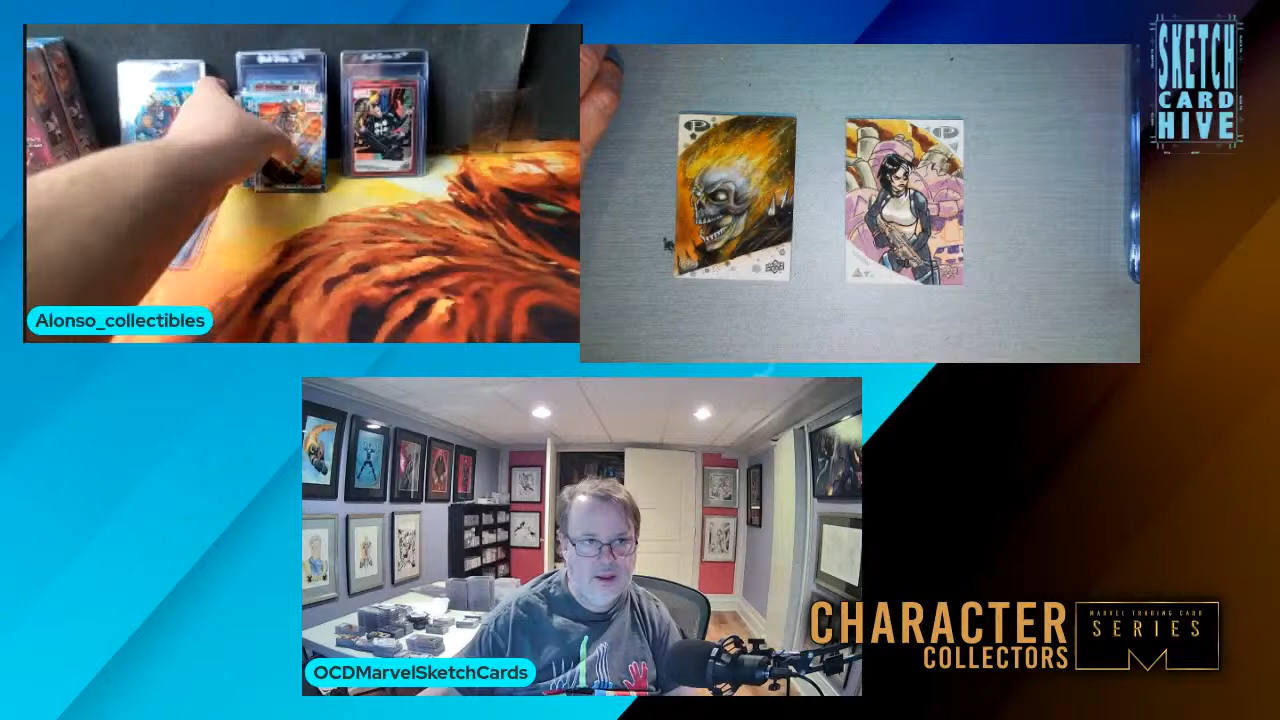 SKETCH
CARD
HIVE
Alonso_collectibles
P
P
OCDMarvelSketchCards
CHARACTER
COLLECTORS
MARVEL TRADING CARD
SERIES